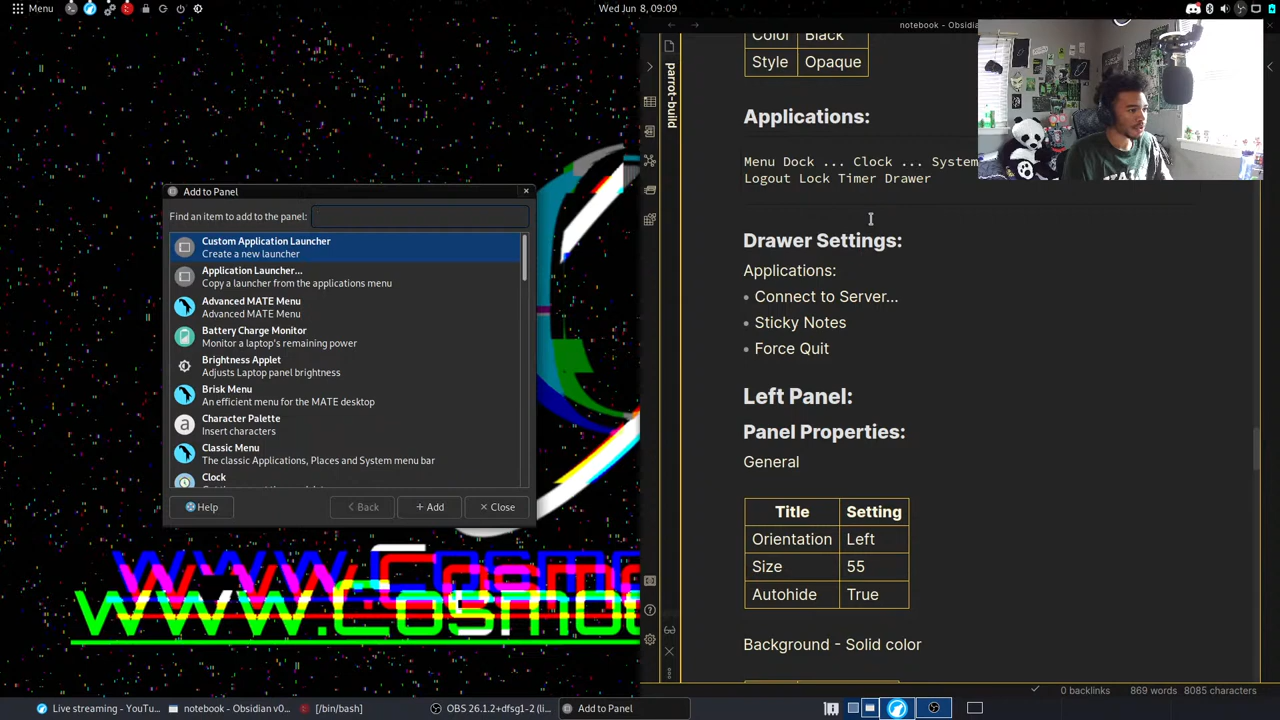 Menu
Wed Jun 8, 09:09
notebook - Obsidian
Add to Panel
Find an item to add to the panel:
Custom Application Launcher
Create a new launcher
Application Launcher...
Copy a launcher from the applications menu
Advanced MATE Menu
Advanced MATE Menu
Battery Charge Monitor
Monitor a laptop's remaining power
Brightness Applet
Adjusts Laptop panel brightness
Brisk Menu
An efficient menu for the MATE desktop
Character Palette
Insert characters
Classic Menu
The classic Applications, Places and System menu bar
Clock
Help
Back
+ Add
Close
www.Cosmo
www.Cosmo
parrot-build
Color Black
Style Opaque
Applications:
Menu Dock ... Clock ... System
Logout Lock Timer Drawer
Drawer Settings:
Applications:
• Connect to Server...
• Sticky Notes
• Force Quit
Left Panel:
Panel Properties:
General
Title Setting
Orientation Left
Size 55
Autohide True
Background - Solid color
0 backlinks 869 words 8085 characters
Live streaming - YouTu...
notebook - Obsidian v0...
[/bin/bash]
OBS 26.1.2+dfsg1-2 (li...
Add to Panel